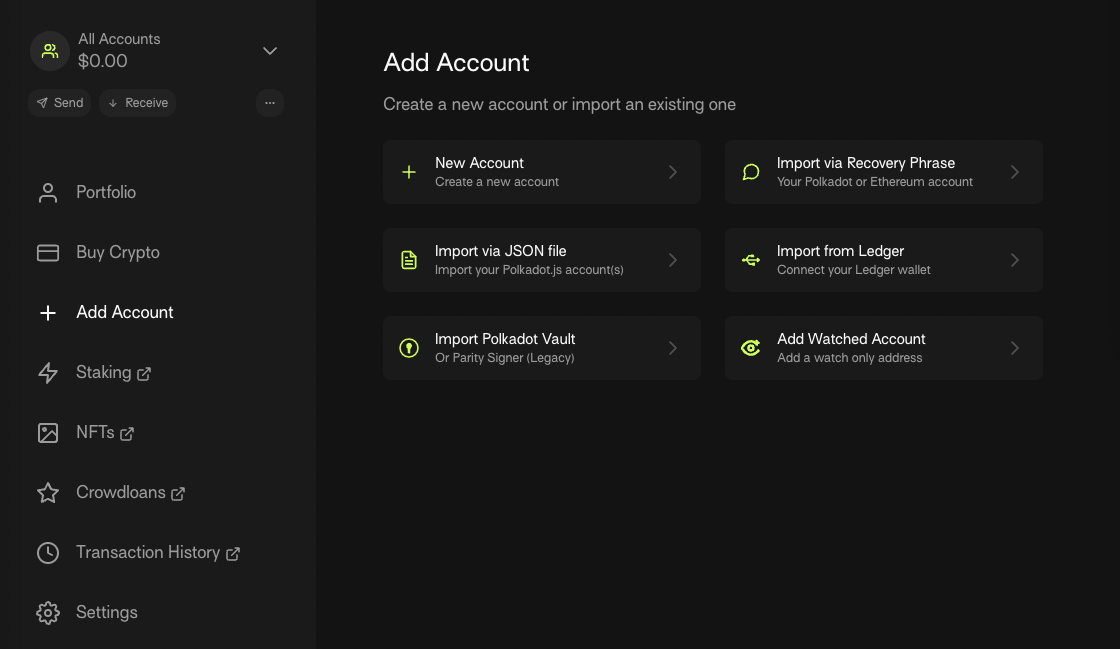 All Accounts
$0.00
Send
Receive
...
Portfolio
Buy Crypto
Add Account
Staking
NFTs
Crowdloans
Transaction History
Settings
Add Account
Create a new account or import an existing one
New Account
Create a new account
Import via Recovery Phrase
Your Polkadot or Ethereum account
Import via JSON file
Import your Polkadot.js account(s)
Import from Ledger
Connect your Ledger wallet
Import Polkadot Vault
Or Parity Signer (Legacy)
Add Watched Account
Add a watch only address